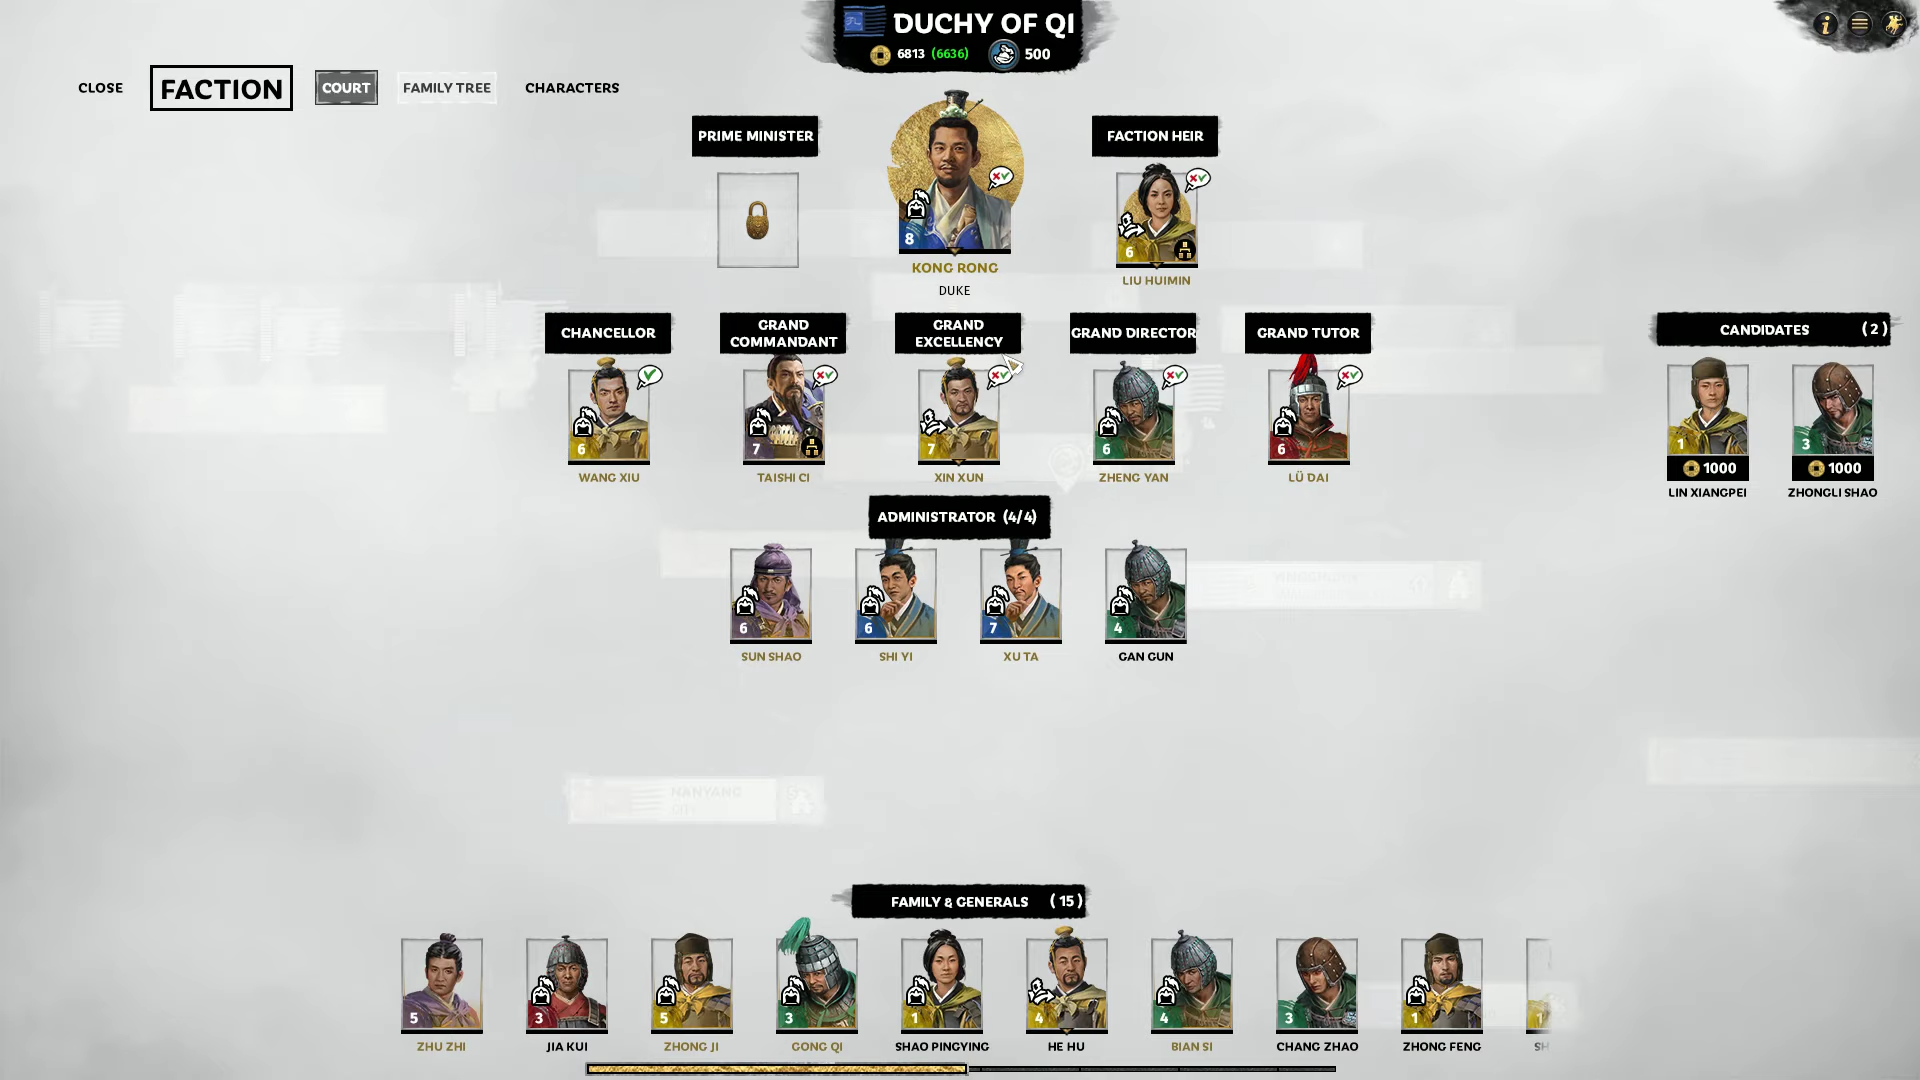 DUCHY OF QI
6813 (6636) 500
CLOSE FACTION COURT FAMILY TREE CHARACTERS
PRIME MINISTER
FACTION HEIR
8
6
KONG RONG
DUKE
LIU HUIMIN
CHANCELLOR
GRAND COMMANDANT
GRAND EXCELLENCY
GRAND DIRECTOR
GRAND TUTOR
CANDIDATES (2)
6 7 7 6 6
1 3
1000 1000
WANG XIU TAISHI CI XIN XUN ZHENG YAN LÜ DAI
LIN XIANGPEI ZHONGLI SHAO
ADMINISTRATOR (4/4)
6 6 7 4
SUN SHAO SHI YI XU TA GAN GUN
NANYANG
FAMILY & GENERALS (15)
5 3 5 3 1 4 4 3 1 1
ZHU ZHI JIA KUI ZHONG JI GONG QI SHAO PINGYING HE HU BIAN SI CHANG ZHAO ZHONG FENG SH